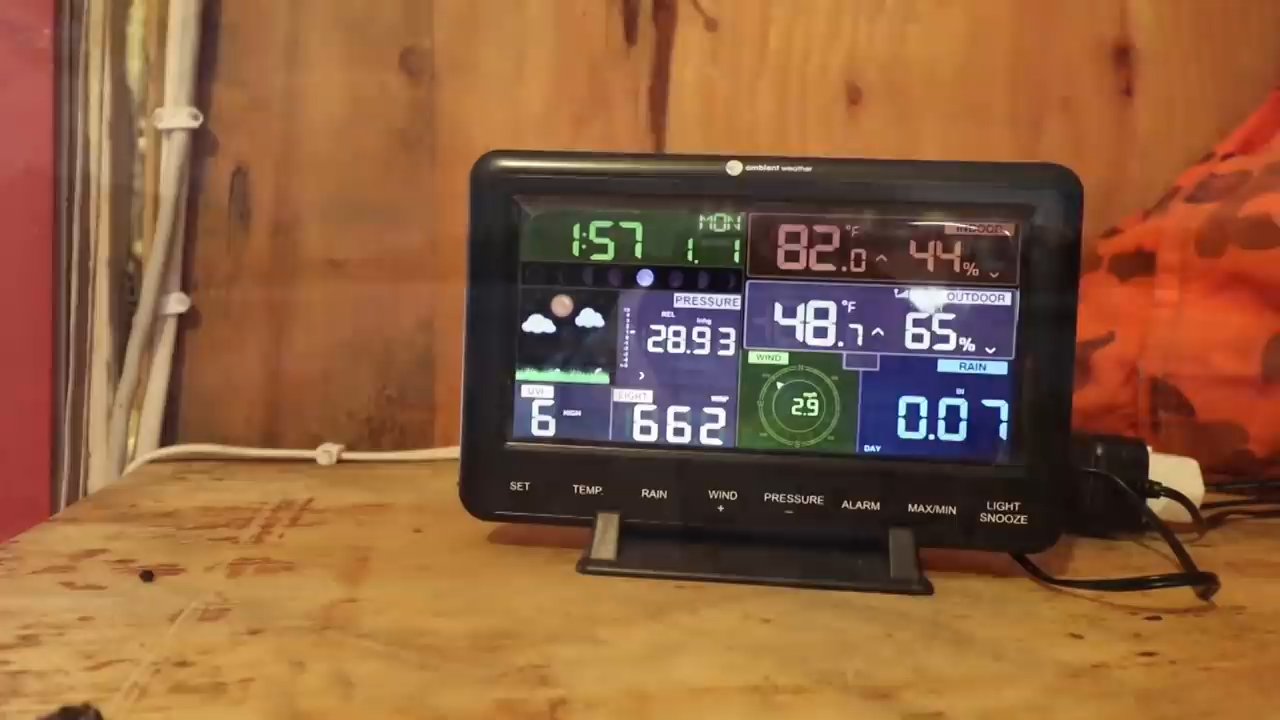 ambient weather
1:57 MON 1. 1
82.0 °F 44% INDOOR
PRESSURE
REL inhg
28.93
OUTDOOR
48.7 °F 65%
WIND
2.9
RAIN
IN
0.07
DAY
UVI
6 HIGH
LIGHT
662
SET TEMP. RAIN WIND + PRESSURE – ALARM MAX/MIN LIGHT SNOOZE